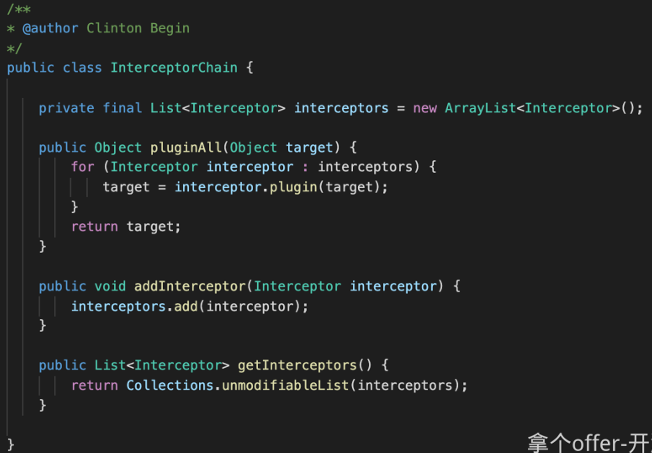 /**
* @author Clinton Begin
*/
public class InterceptorChain {
private final List<Interceptor> interceptors = new ArrayList<Interceptor>();
public Object pluginAll(Object target) {
for (Interceptor interceptor : interceptors) {
target = interceptor.plugin(target);
}
return target;
}
public void addInterceptor(Interceptor interceptor) {
interceptors.add(interceptor);
}
public List<Interceptor> getInterceptors() {
return Collections.unmodifiableList(interceptors);
}
}
拿个offer-开